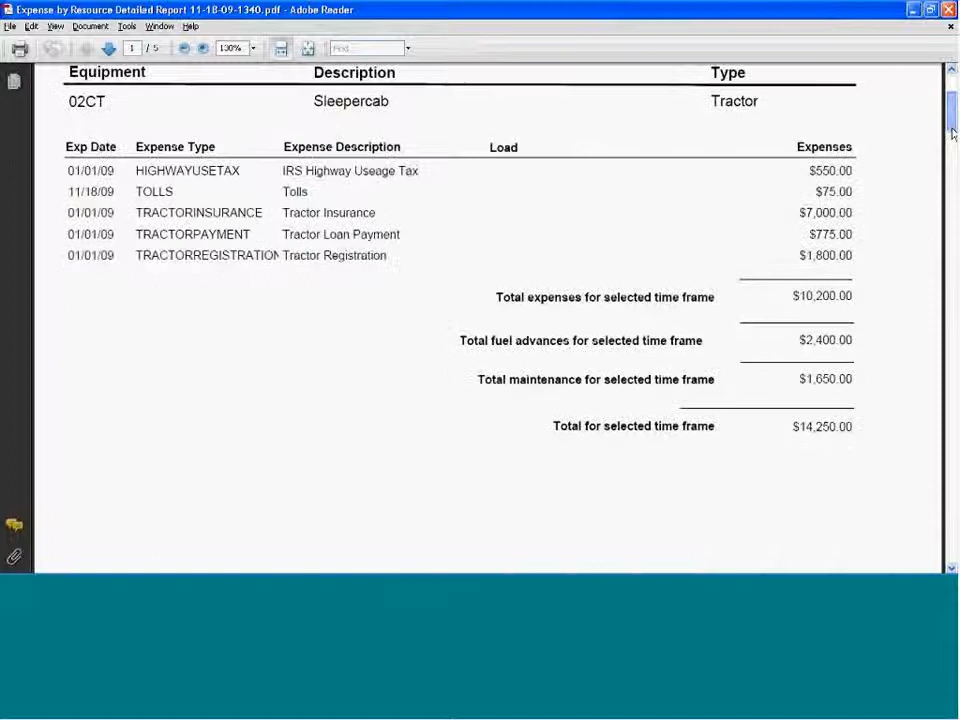 Expense by Resource Detailed Report 11-18-09-1340.pdf - Adobe Reader
File Edit View Document Tools Window Help
1 / 5 130% Find
Equipment Description Type
02CT Sleepercab Tractor
Exp Date Expense Type Expense Description Load Expenses
01/01/09 HIGHWAYUSETAX IRS Highway Useage Tax $550.00
11/18/09 TOLLS Tolls $75.00
01/01/09 TRACTORINSURANCE Tractor Insurance $7,000.00
01/01/09 TRACTORPAYMENT Tractor Loan Payment $775.00
01/01/09 TRACTORREGISTRATION Tractor Registration $1,800.00
Total expenses for selected time frame $10,200.00
Total fuel advances for selected time frame $2,400.00
Total maintenance for selected time frame $1,650.00
Total for selected time frame $14,250.00